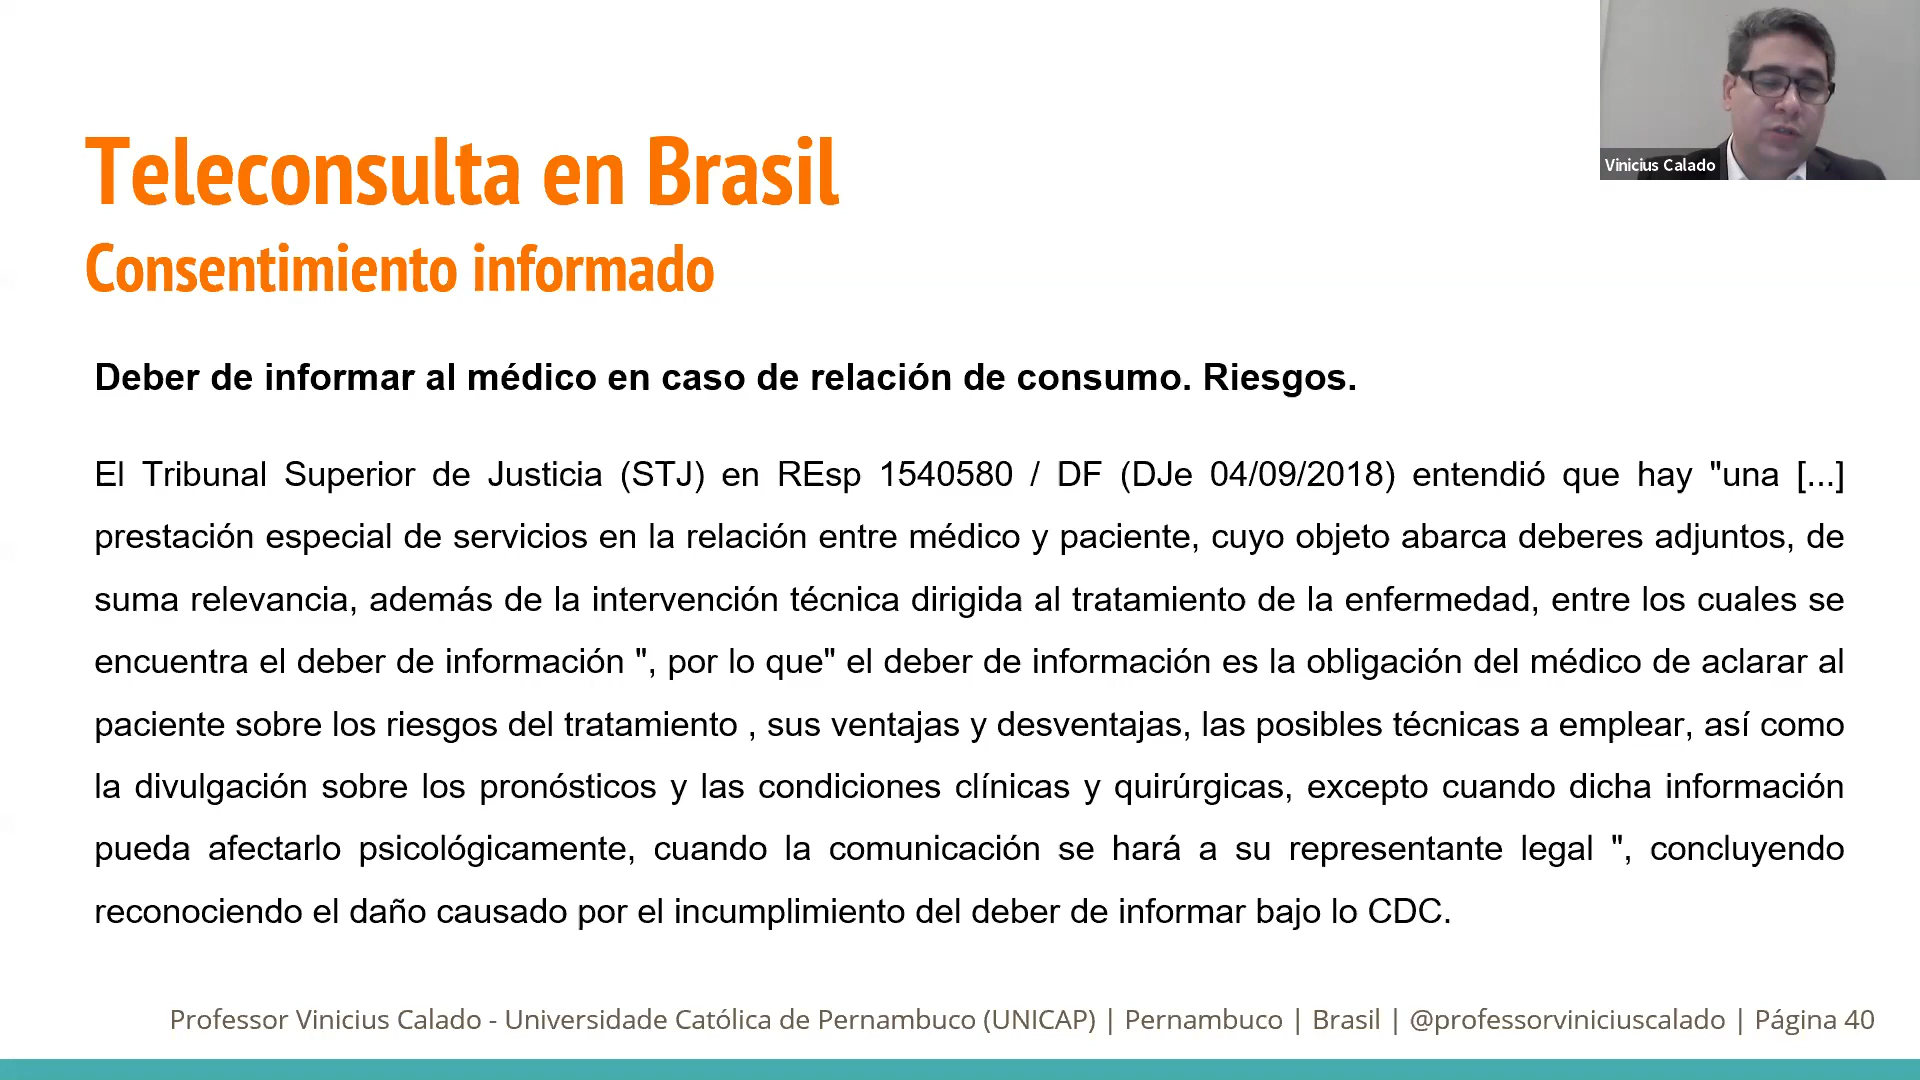 Vinicius Calado
Teleconsulta en Brasil
Consentimiento informado
Deber de informar al médico en caso de relación de consumo. Riesgos.
El Tribunal Superior de Justicia (STJ) en REsp 1540580 / DF (DJe 04/09/2018) entendió que hay "una [...]
prestación especial de servicios en la relación entre médico y paciente, cuyo objeto abarca deberes adjuntos, de
suma relevancia, además de la intervención técnica dirigida al tratamiento de la enfermedad, entre los cuales se
encuentra el deber de información ", por lo que" el deber de información es la obligación del médico de aclarar al
paciente sobre los riesgos del tratamiento , sus ventajas y desventajas, las posibles técnicas a emplear, así como
la divulgación sobre los pronósticos y las condiciones clínicas y quirúrgicas, excepto cuando dicha información
pueda afectarlo psicológicamente, cuando la comunicación se hará a su representante legal ", concluyendo
reconociendo el daño causado por el incumplimiento del deber de informar bajo lo CDC.
Professor Vinicius Calado - Universidade Católica de Pernambuco (UNICAP) | Pernambuco | Brasil | @professorviniciuscalado | Página 40